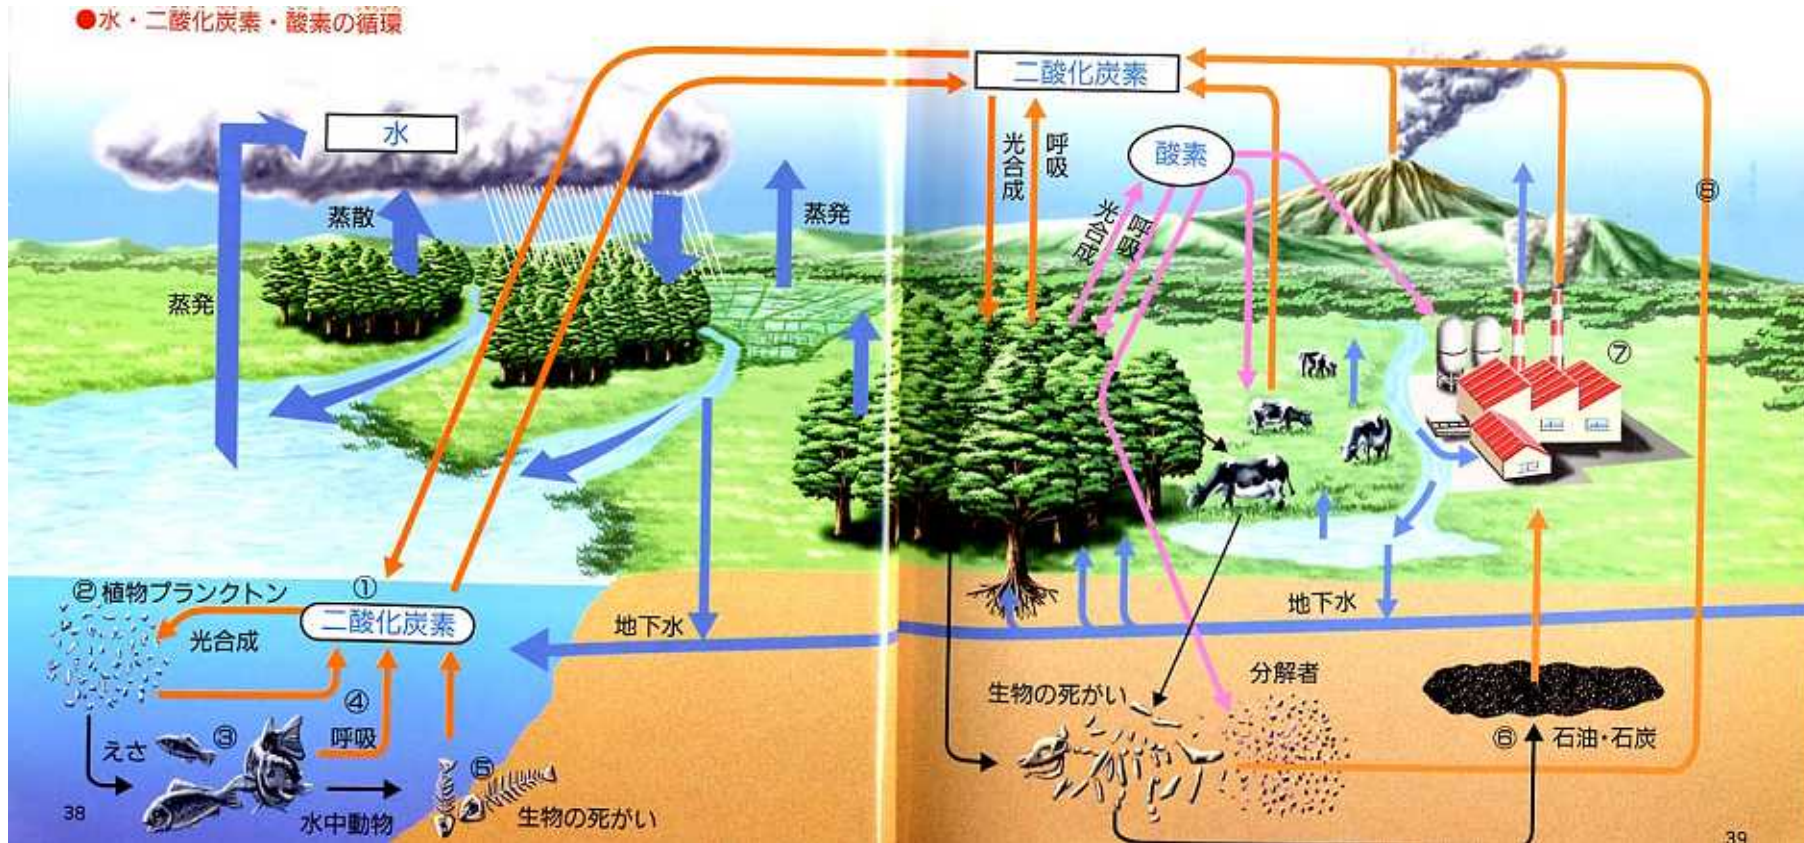 ●水・二酸化炭素・酸素の循環
二酸化炭素
水
酸素
光合成
呼吸
光合成
呼吸
蒸散
蒸発
蒸発
⑧
⑦
②植物プランクトン
①
二酸化炭素
光合成
地下水
地下水
④
呼吸
えさ
③
⑤
水中動物
生物の死がい
生物の死がい
分解者
⑥
石油・石炭
38
39